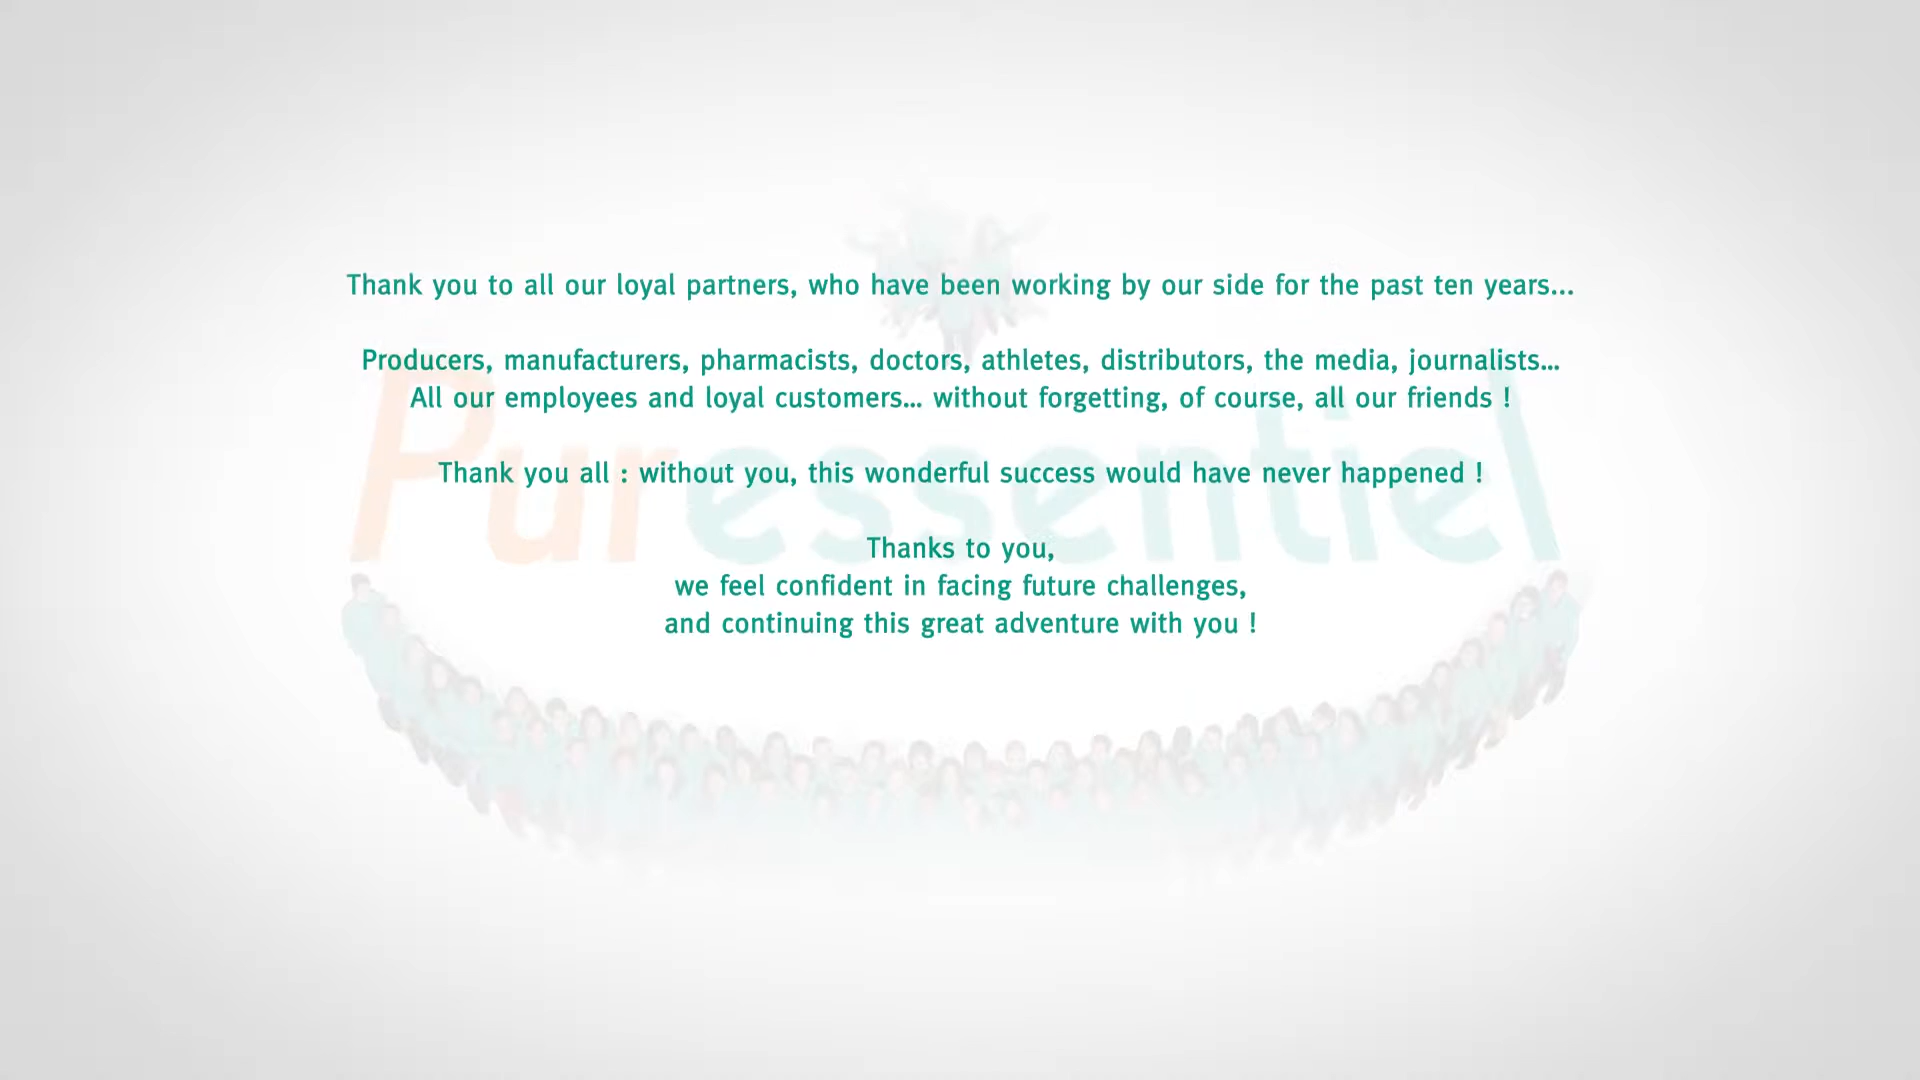 Thank you to all our loyal partners, who have been working by our side for the past ten years...
Producers, manufacturers, pharmacists, doctors, athletes, distributors, the media, journalists...
All our employees and loyal customers... without forgetting, of course, all our friends !
Puressentiel
Thank you all : without you, this wonderful success would have never happened !
Thanks to you,
we feel confident in facing future challenges,
and continuing this great adventure with you !